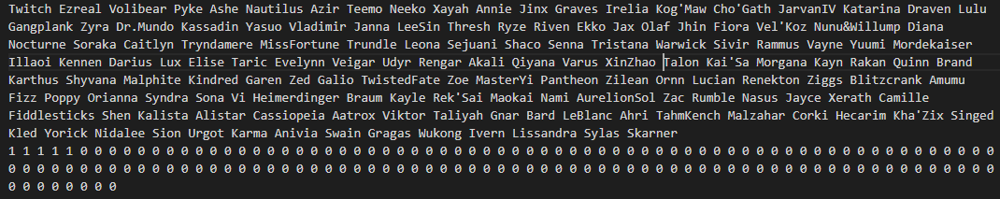 Twitch Ezreal Volibear Pyke Ashe Nautilus Azir Teemo Neeko Xayah Annie Jinx Graves Irelia Kog'Maw Cho'Gath JarvanIV Katarina Draven Lulu
Gangplank Zyra Dr.Mundo Kassadin Yasuo Vladimir Janna LeeSin Thresh Ryze Riven Ekko Jax Olaf Jhin Fiora Vel'Koz Nunu&Willump Diana
Nocturne Soraka Caitlyn Tryndamere MissFortune Trundle Leona Sejuani Shaco Senna Tristana Warwick Sivir Rammus Vayne Yuumi Mordekaiser
Illaoi Kennen Darius Lux Elise Taric Evelynn Veigar Udyr Rengar Akali Qiyana Varus XinZhao Talon Kai'Sa Morgana Kayn Rakan Quinn Brand
Karthus Shyvana Malphite Kindred Garen Zed Galio TwistedFate Zoe MasterYi Pantheon Zilean Ornn Lucian Renekton Ziggs Blitzcrank Amumu
Fizz Poppy Orianna Syndra Sona Vi Heimerdinger Braum Kayle Rek'Sai Maokai Nami AurelionSol Zac Rumble Nasus Jayce Xerath Camille
Fiddlesticks Shen Kalista Alistar Cassiopeia Aatrox Viktor Taliyah Gnar Bard LeBlanc Ahri TahmKench Malzahar Corki Hecarim Kha'Zix Singed
Kled Yorick Nidalee Sion Urgot Karma Anivia Swain Gragas Wukong Ivern Lissandra Sylas Skarner
1 1 1 1 1 0 0 0 0 0 0 0 0 0 0 0 0 0 0 0 0 0 0 0 0 0 0 0 0 0 0 0 0 0 0 0 0 0 0 0 0 0 0 0 0 0 0 0 0 0 0 0 0 0 0 0 0 0 0 0 0 0 0 0 0 0 0 0 0
0 0 0 0 0 0 0 0 0 0 0 0 0 0 0 0 0 0 0 0 0 0 0 0 0 0 0 0 0 0 0 0 0 0 0 0 0 0 0 0 0 0 0 0 0 0 0 0 0 0 0 0 0 0 0 0 0 0 0 0 0 0 0 0 0 0 0 0 0
0 0 0 0 0 0 0 0